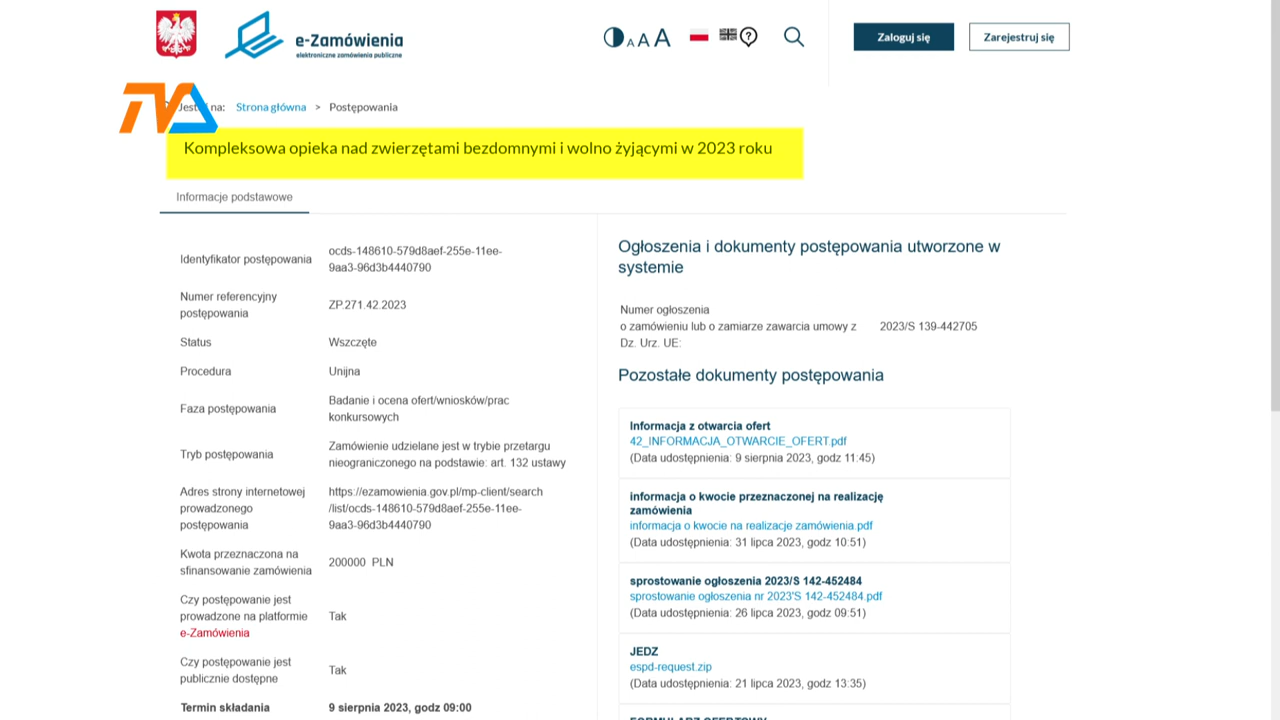 e-Zamówienia
elektroniczne zamówienia publiczne
A A A
?
Zaloguj się
Zarejestruj się
TVA
Jesteś na: Strona główna > Postępowania
Kompleksowa opieka nad zwierzętami bezdomnymi i wolno żyjącymi w 2023 roku
Informacje podstawowe
Identyfikator postępowania
ocds-148610-579d8aef-255e-11ee-
9aa3-96d3b4440790
Numer referencyjny
postępowania
ZP.271.42.2023
Status
Wszczęte
Procedura
Unijna
Faza postępowania
Badanie i ocena ofert/wniosków/prac
konkursowych
Tryb postępowania
Zamówienie udzielane jest w trybie przetargu
nieograniczonego na podstawie: art. 132 ustawy
Adres strony internetowej
prowadzonego
postępowania
https://ezamowienia.gov.pl/mp-client/search
/list/ocds-148610-579d8aef-255e-11ee-
9aa3-96d3b4440790
Kwota przeznaczona na
sfinansowanie zamówienia
200000 PLN
Czy postępowanie jest
prowadzone na platformie
e-Zamówienia
Tak
Czy postępowanie jest
publicznie dostępne
Tak
Termin składania
9 sierpnia 2023, godz 09:00
Ogłoszenia i dokumenty postępowania utworzone w
systemie
Numer ogłoszenia
o zamówieniu lub o zamiarze zawarcia umowy z
Dz. Urz. UE:
2023/S 139-442705
Pozostałe dokumenty postępowania
Informacja z otwarcia ofert
42_INFORMACJA_OTWARCIE_OFERT.pdf
(Data udostępnienia: 9 sierpnia 2023, godz 11:45)
informacja o kwocie przeznaczonej na realizację
zamówienia
informacja o kwocie na realizacje zamówienia.pdf
(Data udostępnienia: 31 lipca 2023, godz 10:51)
sprostowanie ogłoszenia 2023/S 142-452484
sprostowanie ogłoszenia nr 2023'S 142-452484.pdf
(Data udostępnienia: 26 lipca 2023, godz 09:51)
JEDZ
espd-request.zip
(Data udostępnienia: 21 lipca 2023, godz 13:35)
FORMULARZ OFERTOWY